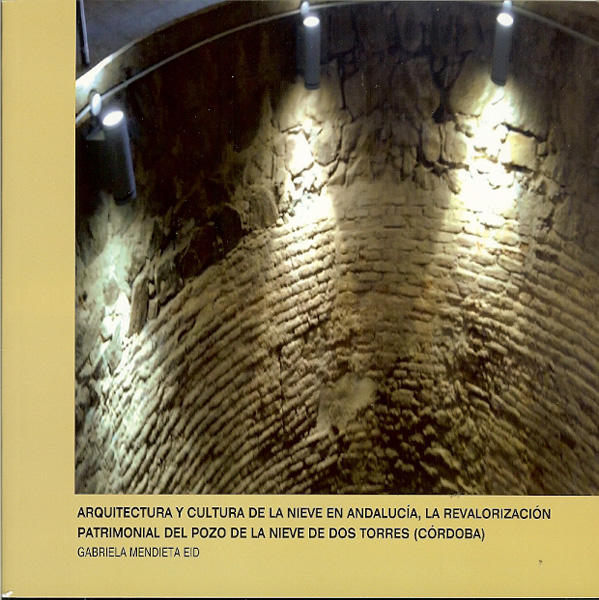 ARQUITECTURA Y CULTURA DE LA NIEVE EN ANDALUCÍA, LA REVALORIZACIÓN
PATRIMONIAL DEL POZO DE LA NIEVE DE DOS TORRES (CÓRDOBA)
GABRIELA MENDIETA EID